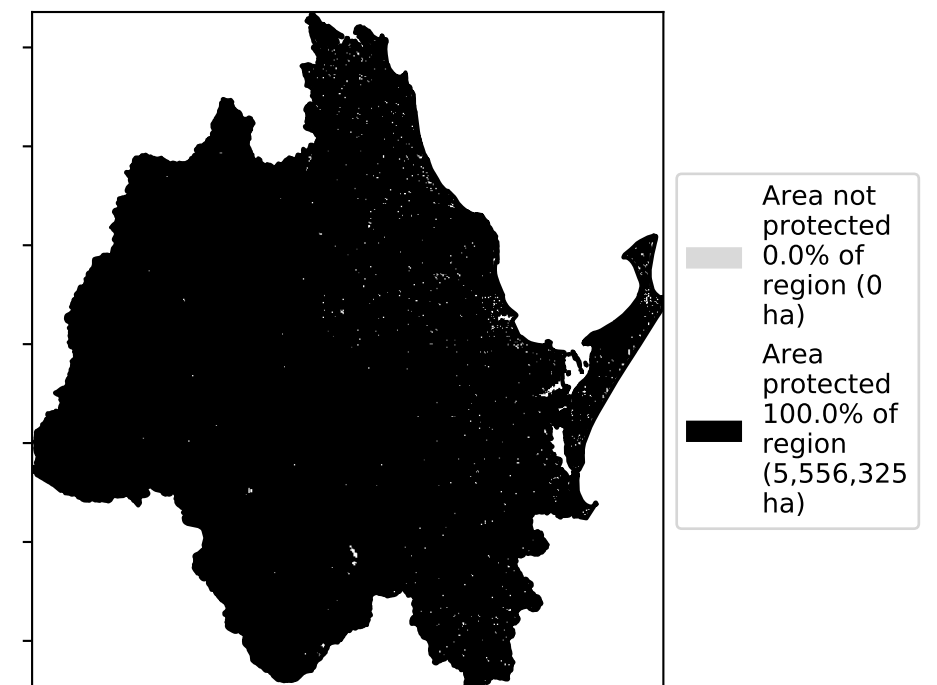 Area not
protected
0.0% of
region (0
ha)
Area
protected
100.0% of
region
(5,556,325
ha)